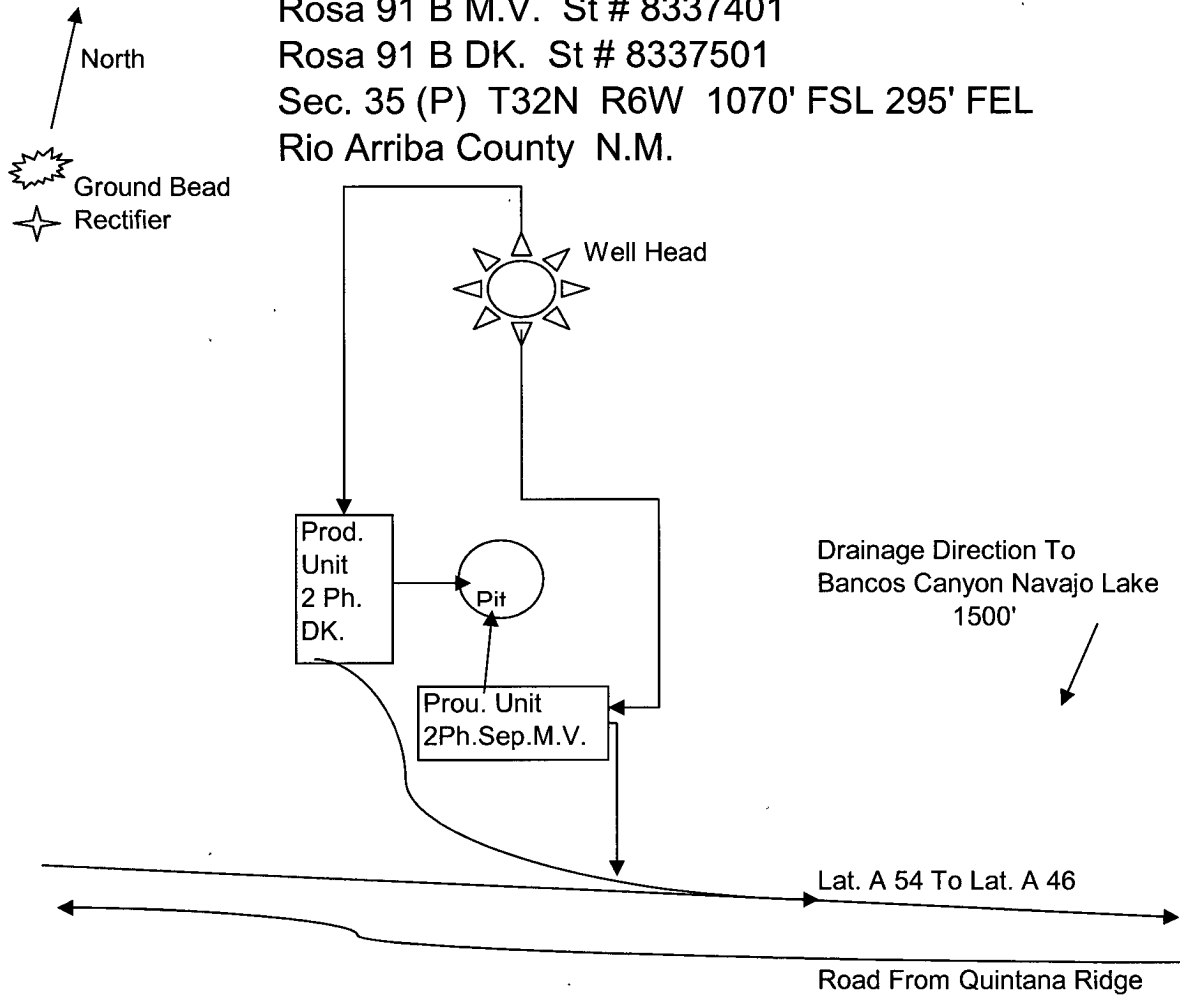 Rosa 91 B M.V. St # 8337401
Rosa 91 B DK. St # 8337501
Sec. 35 (P) T32N R6W 1070' FSL 295' FEL
Rio Arriba County N.M.
North
Ground Bead
Rectifier
Well Head
Prod.
Unit
2 Ph.
DK.
Pit
Prou. Unit
2Ph.Sep.M.V.
Drainage Direction To
Bancos Canyon Navajo Lake
1500'
Lat. A 54 To Lat. A 46
Road From Quintana Ridge